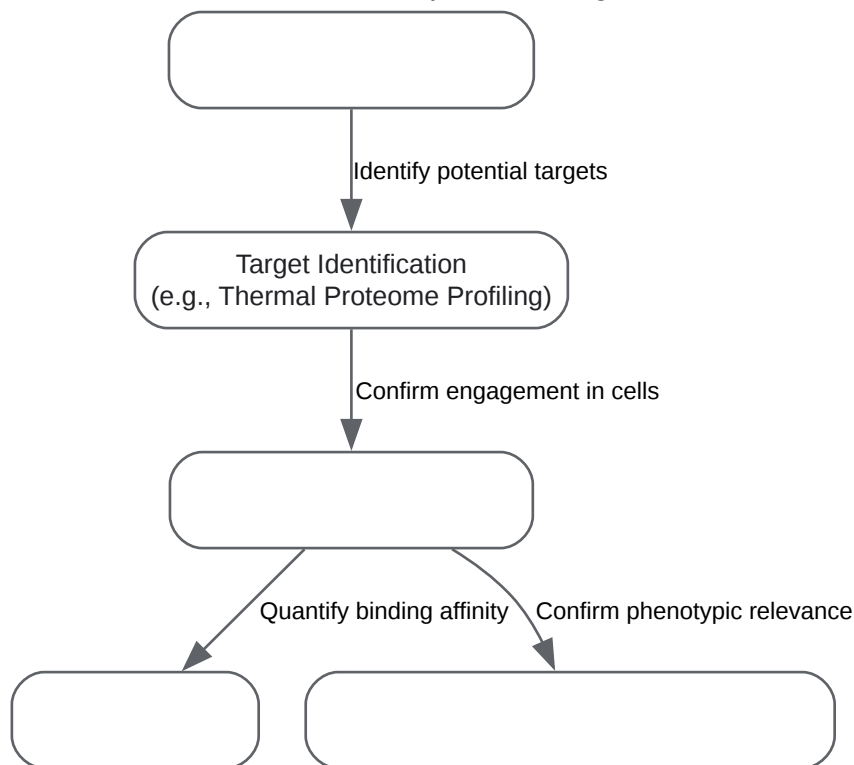 Identify potential targets
Target Identification
(e.g., Thermal Proteome Profiling)
Confirm engagement in cells
Quantify binding affinity
Confirm phenotypic relevance